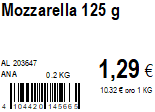 Mozzarella 125 g
AL 203647
ANA 0.2 KG
1,29 €
10.32 € oro 1 KG
4 104420 145665